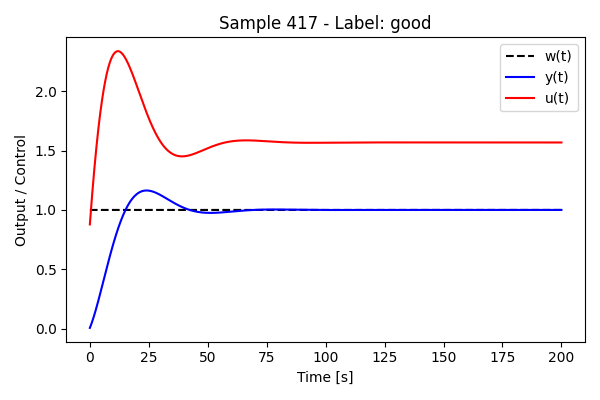 Sample 417 - Label: good
w(t)
y(t)
u(t)
Output / Control
2.0
1.5
1.0
0.5
0.0
0 25 50 75 100 125 150 175 200
Time [s]